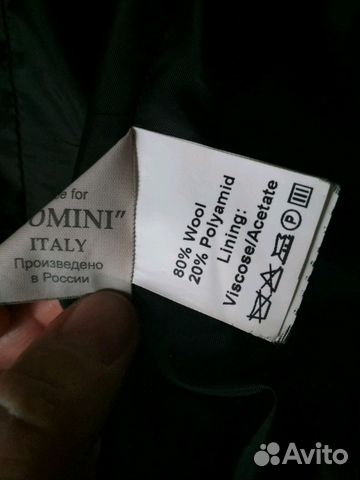 for
OMINI"
ITALY
Произведено
в России
80% Wool
20% Polyamid
Lining:
Viscose/Acetate
P
Avito